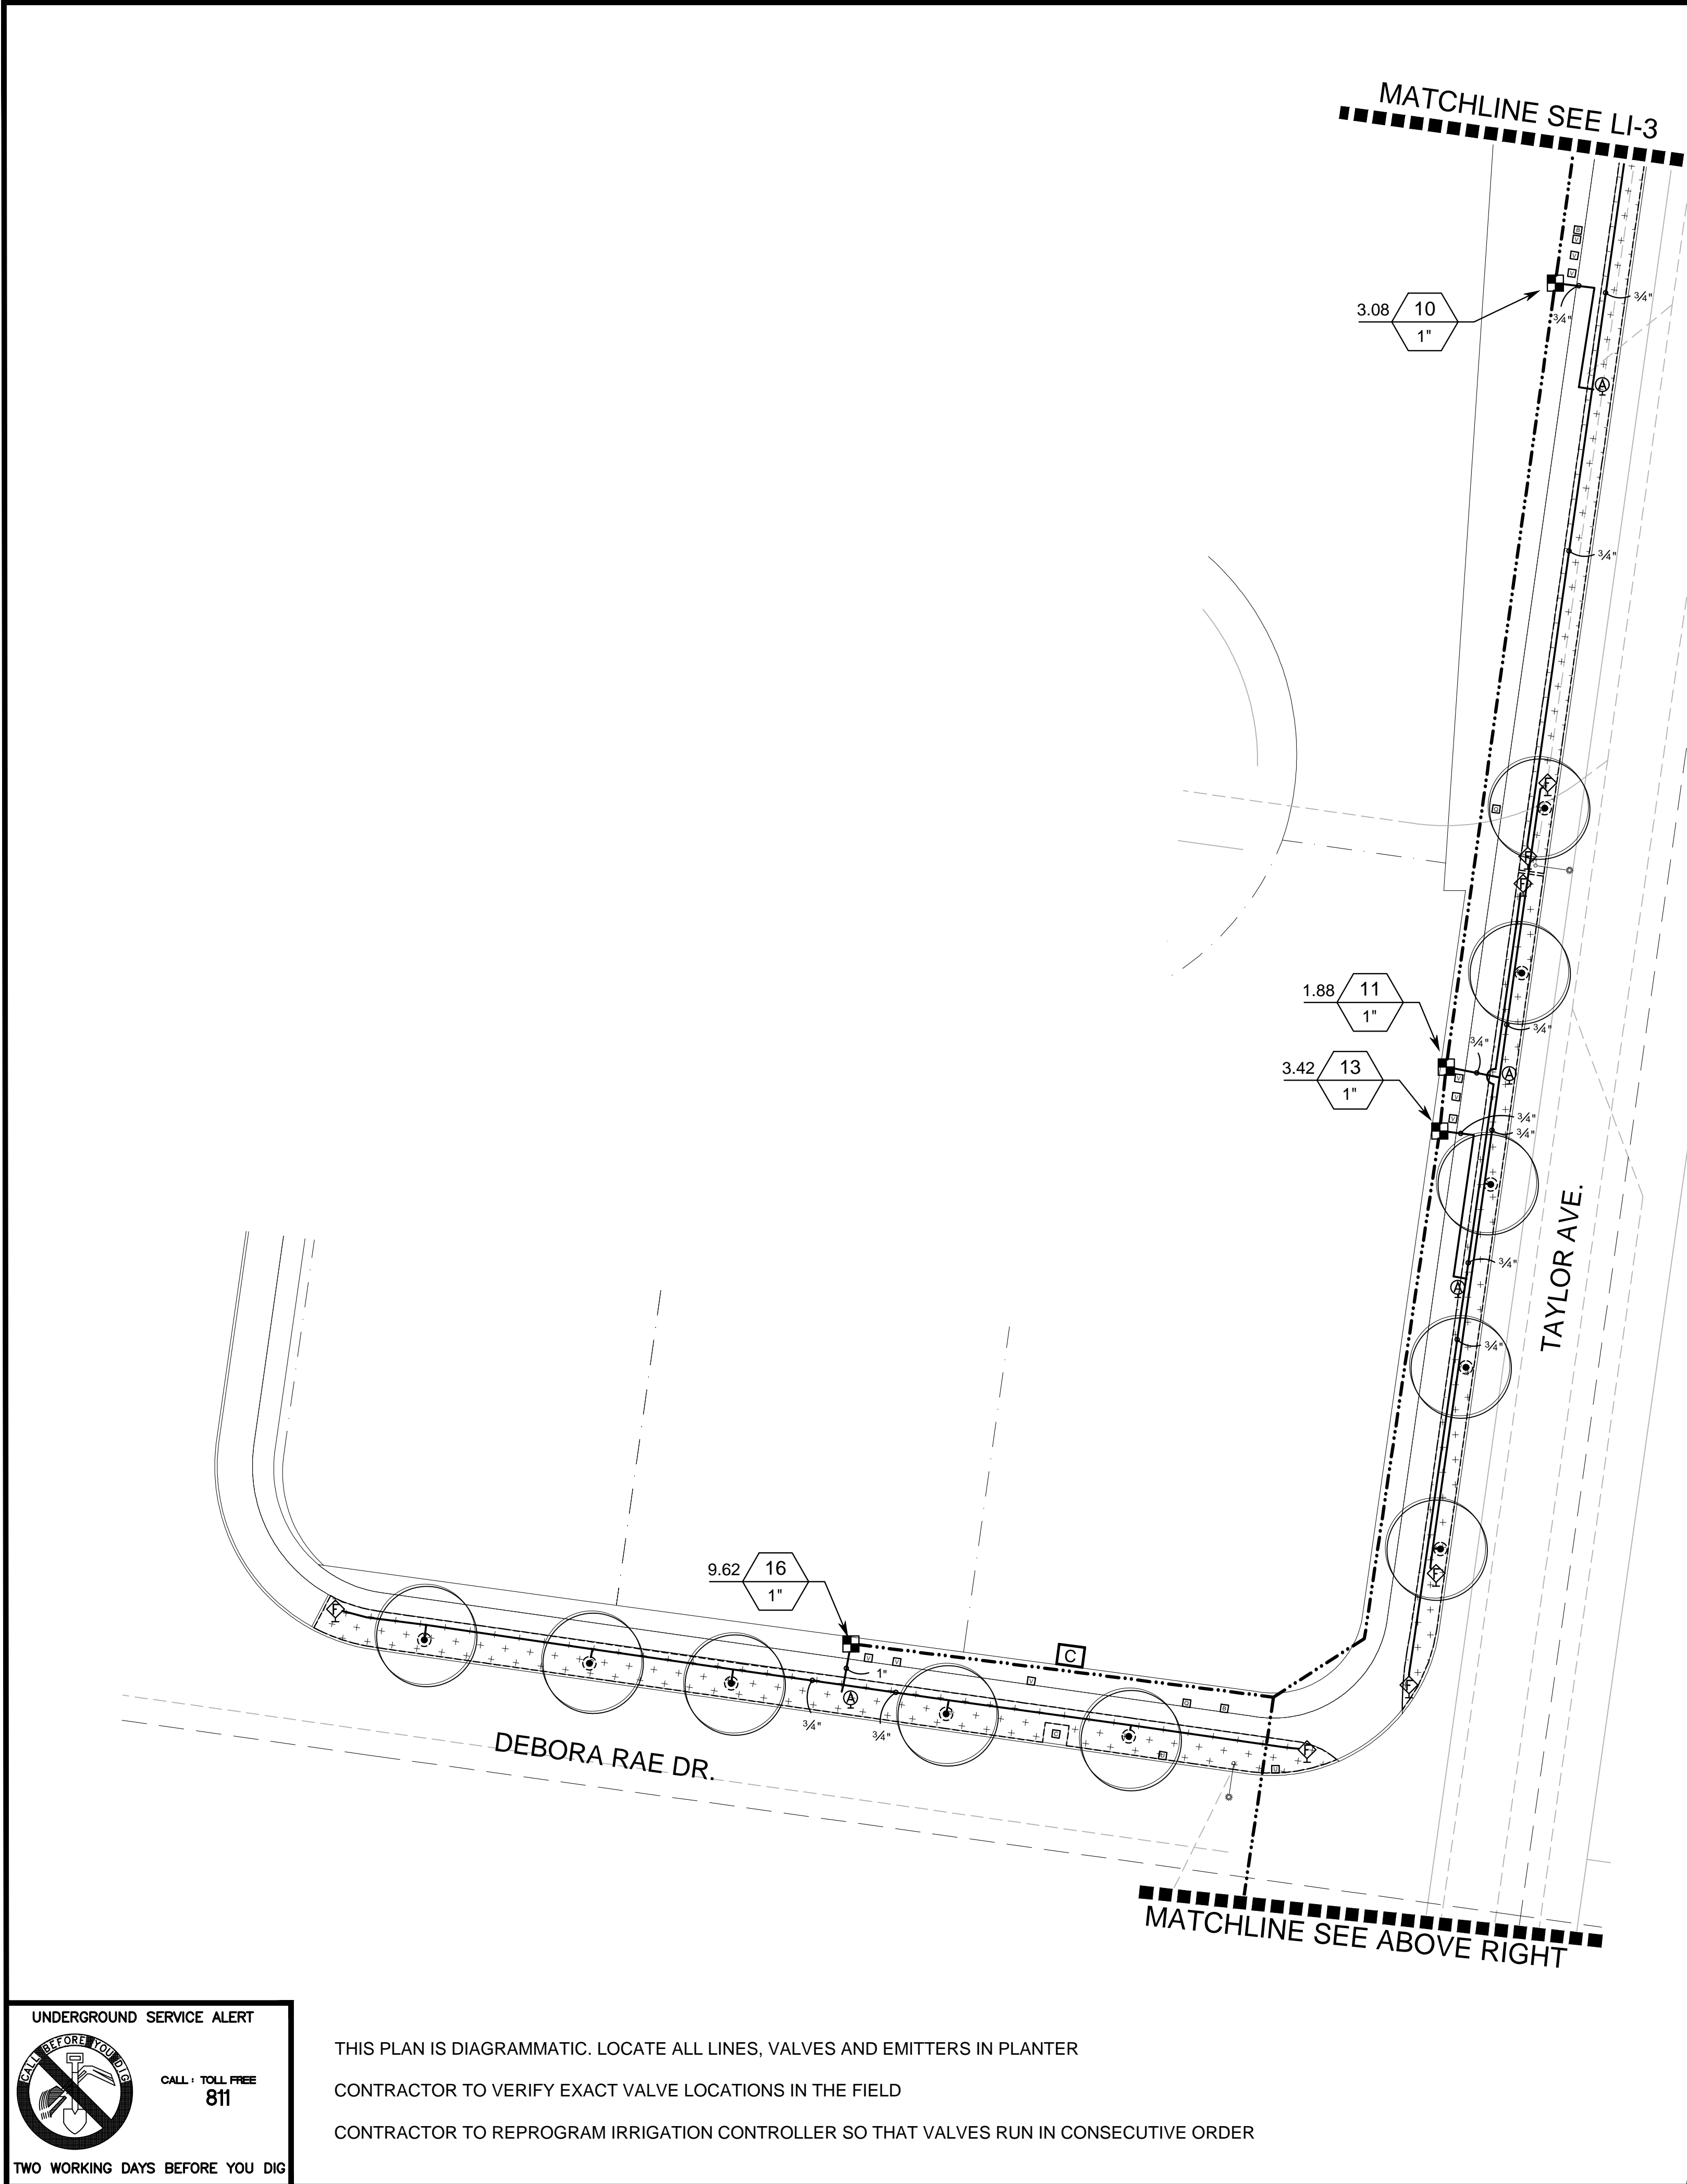 MATCHLINE SEE LI-3
3.08
10
1"
3/4"
3/4"
A
3/4"
F
F
F
1.88
11
1"
3/4"
3/4"
A
3.42
13
1"
3/4"
3/4"
3/4"
A
3/4"
TAYLOR AVE.
F
F
9.62
16
1"
F
1"
A
3/4"
3/4"
C
F
DEBORA RAE DR.
MATCHLINE SEE ABOVE RIGHT
UNDERGROUND SERVICE ALERT
CALL BEFORE YOU DIG
CALL : TOLL FREE
811
TWO WORKING DAYS BEFORE YOU DIG
THIS PLAN IS DIAGRAMMATIC. LOCATE ALL LINES, VALVES AND EMITTERS IN PLANTER
CONTRACTOR TO VERIFY EXACT VALVE LOCATIONS IN THE FIELD
CONTRACTOR TO REPROGRAM IRRIGATION CONTROLLER SO THAT VALVES RUN IN CONSECUTIVE ORDER